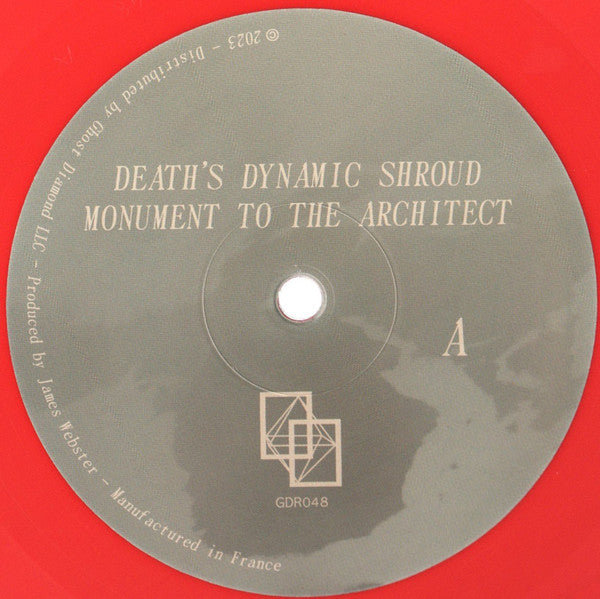 DEATH'S DYNAMIC SHROUD
MONUMENT TO THE ARCHITECT
A
GDR048
© 2023 - Distributed by Ghost Diamond LLC - Produced by James Webster - Manufactured in France